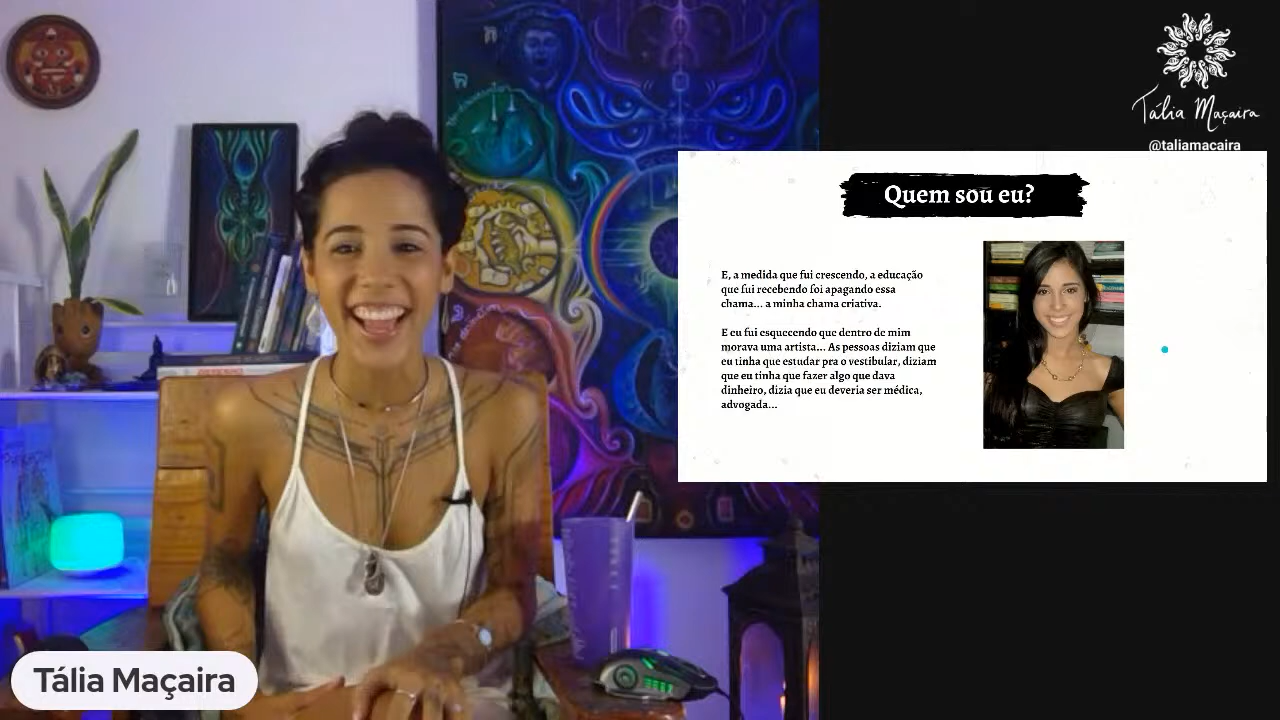 Tália Maçaira
@taliamacaira
Quem sou eu?
E, a medida que fui crescendo, a educação
que fui recebendo foi apagando essa
chama... a minha chama criativa.
E eu fui esquecendo que dentro de mim
morava uma artista... As pessoas diziam que
eu tinha que estudar pra o vestibular, diziam
que eu tinha que fazer algo que dava
dinheiro, dizia que eu deveria ser médica,
advogada...
Tália Maçaira